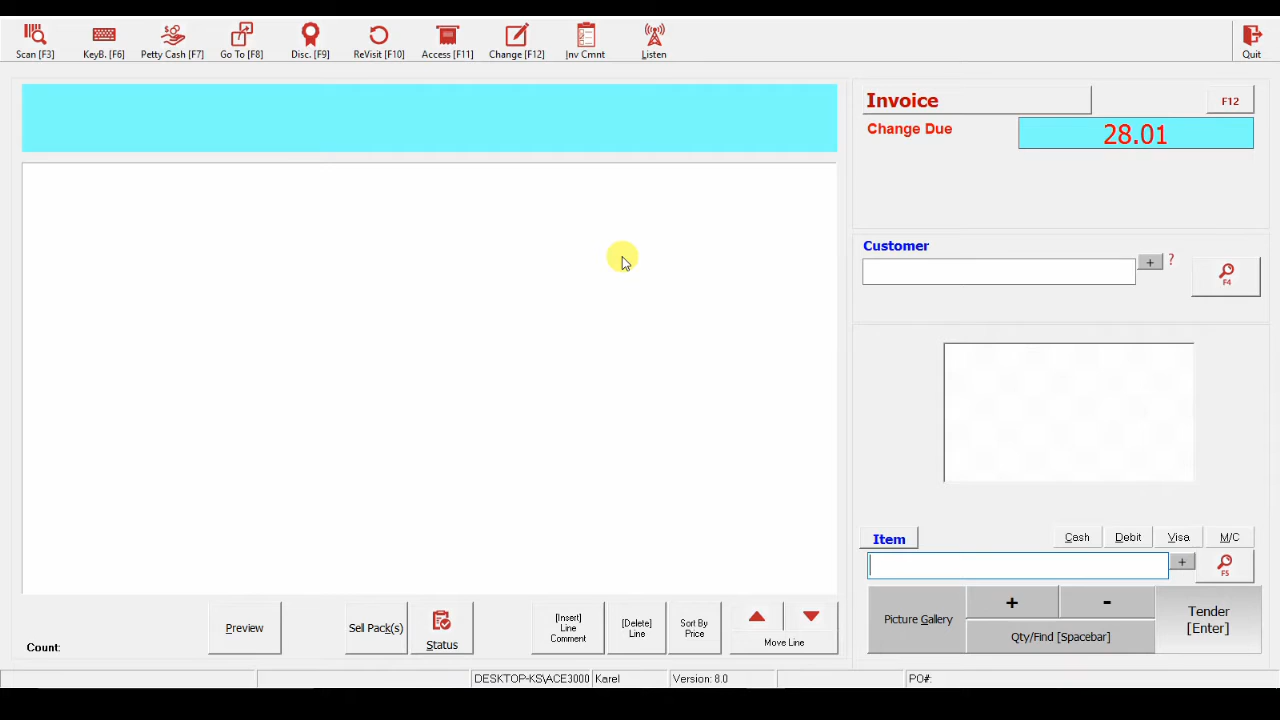 Scan [F3] KeyB. [F6] Petty Cash [F7] Go To [F8] Disc. [F9] ReVisit [F10] Access [F11] Change [F12] Inv Cmnt Listen Quit
Invoice F12
Change Due 28.01
Customer
+ ?
F4
Item Cash Debit Visa M/C
+ F5
Picture Gallery + - Tender
[Enter]
Qty/Find [Spacebar]
Preview Sell Pack(s) Status
[Insert]
Line
Comment
[Delete]
Line
Sort By
Price
Move Line
Count:
DESKTOP-KS\ACE3000 Karel Version: 8.0 PO#: